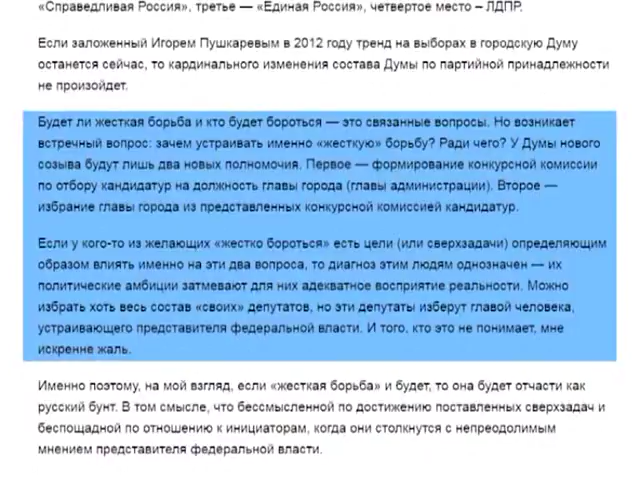 «Справедливая Россия», третье — «Единая Россия», четвертое место – ЛДПР.
Если заложенный Игорем Пушкаревым в 2012 году тренд на выборах в городскую Думу
останется сейчас, то кардинального изменения состава Думы по партийной принадлежности
не произойдет.
Будет ли жесткая борьба и кто будет бороться — это связанные вопросы. Но возникает
встречный вопрос: зачем устраивать именно «жесткую» борьбу? Ради чего? У Думы нового
созыва будут лишь два новых полномочия. Первое — формирование конкурсной комиссии
по отбору кандидатур на должность главы города (главы администрации). Второе —
избрание главы города из представленных конкурсной комиссией кандидатур.
Если у кого-то из желающих «жестко бороться» есть цели (или сверхзадачи) определяющим
образом влиять именно на эти два вопроса, то диагноз этим людям однозначен — их
политические амбиции затмевают для них адекватное восприятие реальности. Можно
избрать хоть весь состав «своих» депутатов, но эти депутаты изберут главой человека,
устраивающего представителя федеральной власти. И того, кто это не понимает, мне
искренне жаль.
Именно поэтому, на мой взгляд, если «жесткая борьба» и будет, то она будет отчасти как
русский бунт. В том смысле, что бессмысленной по достижению поставленных сверхзадач и
беспощадной по отношению к инициаторам, когда они столкнутся с непреодолимым
мнением представителя федеральной власти.